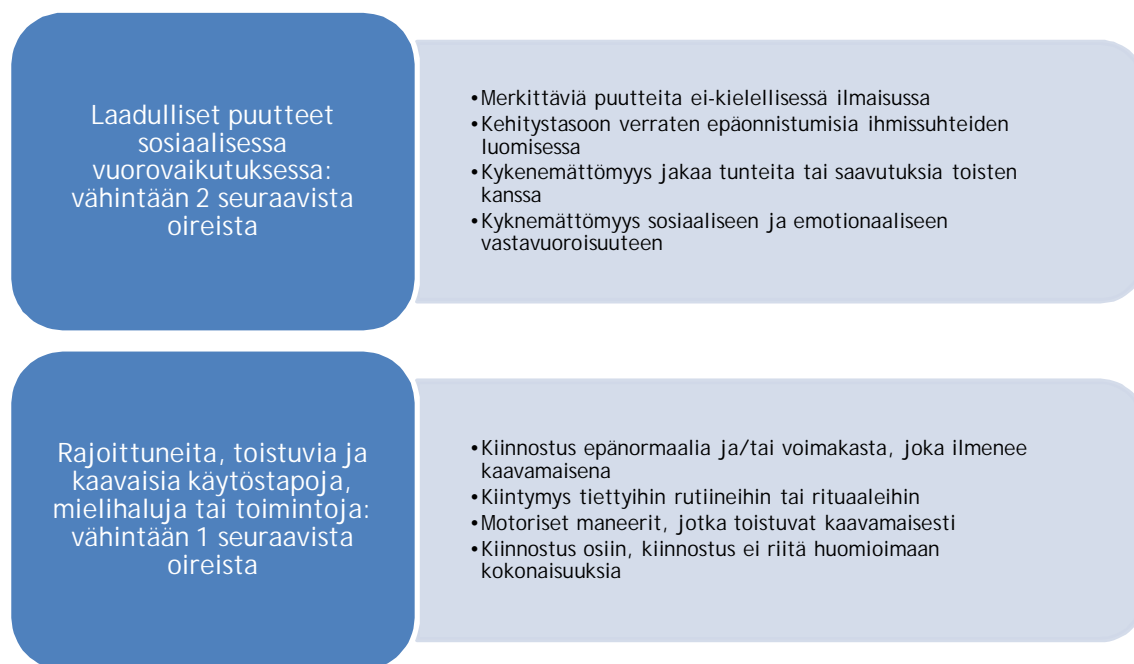 Laadulliset puutteet
sosiaalisessa
vuorovaikutuksessa:
vähintään 2 seuraavista
oireista
•Merkittäviä puutteita ei-kielellisessä ilmaisussa
•Kehitystasoon verraten epäonnistumisia ihmissuhteiden
luomisessa
•Kykenemättömyys jakaa tunteita tai saavutuksia toisten
kanssa
•Kyknemättömyys sosiaaliseen ja emotionaaliseen
vastavuoroisuuteen
Rajoittuneita, toistuvia ja
kaavaisia käytöstapoja,
mielihaluja tai toimintoja:
vähintään 1 seuraavista
oireista
•Kiinnostus epänormaalia ja/tai voimakasta, joka ilmenee
kaavamaisena
•Kiintymys tiettyihin rutiineihin tai rituaaleihin
•Motoriset maneerit, jotka toistuvat kaavamaisesti
•Kiinnostus osiin, kiinnostus ei riitä huomioimaan
kokonaisuuksia